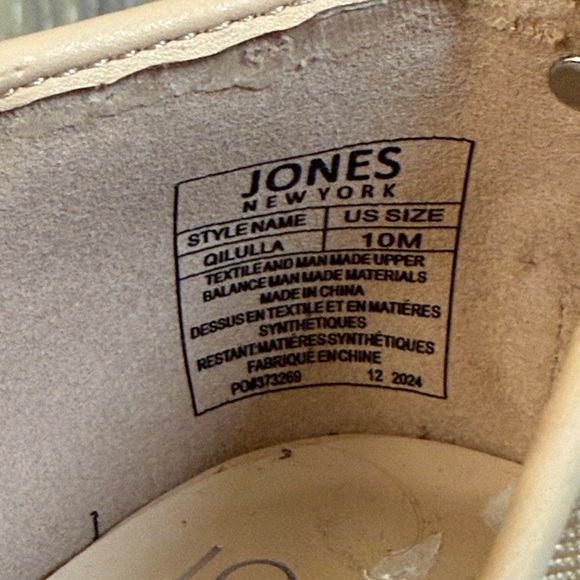 JONES
NEW YORK
STYLE NAME US SIZE
QILULLA 10M
TEXTILE AND MAN MADE UPPER
BALANCE MAN MADE MATERIALS
MADE IN CHINA
DESSUS EN TEXTILE ET EN MATIÈRES
SYNTHÉTIQUES
RESTANT:MATIÈRES SYNTHÉTIQUES
FABRIQUÉ EN CHINE
PO#373269 12 2024